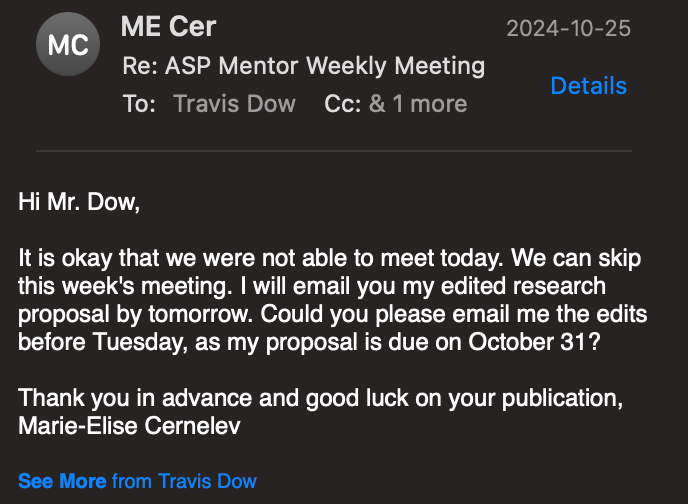 MC
ME Cer
2024-10-25
Re: ASP Mentor Weekly Meeting
Details
To: Travis Dow Cc: & 1 more
Hi Mr. Dow,
It is okay that we were not able to meet today. We can skip
this week's meeting. I will email you my edited research
proposal by tomorrow. Could you please email me the edits
before Tuesday, as my proposal is due on October 31?
Thank you in advance and good luck on your publication,
Marie-Elise Cernelev
See More from Travis Dow